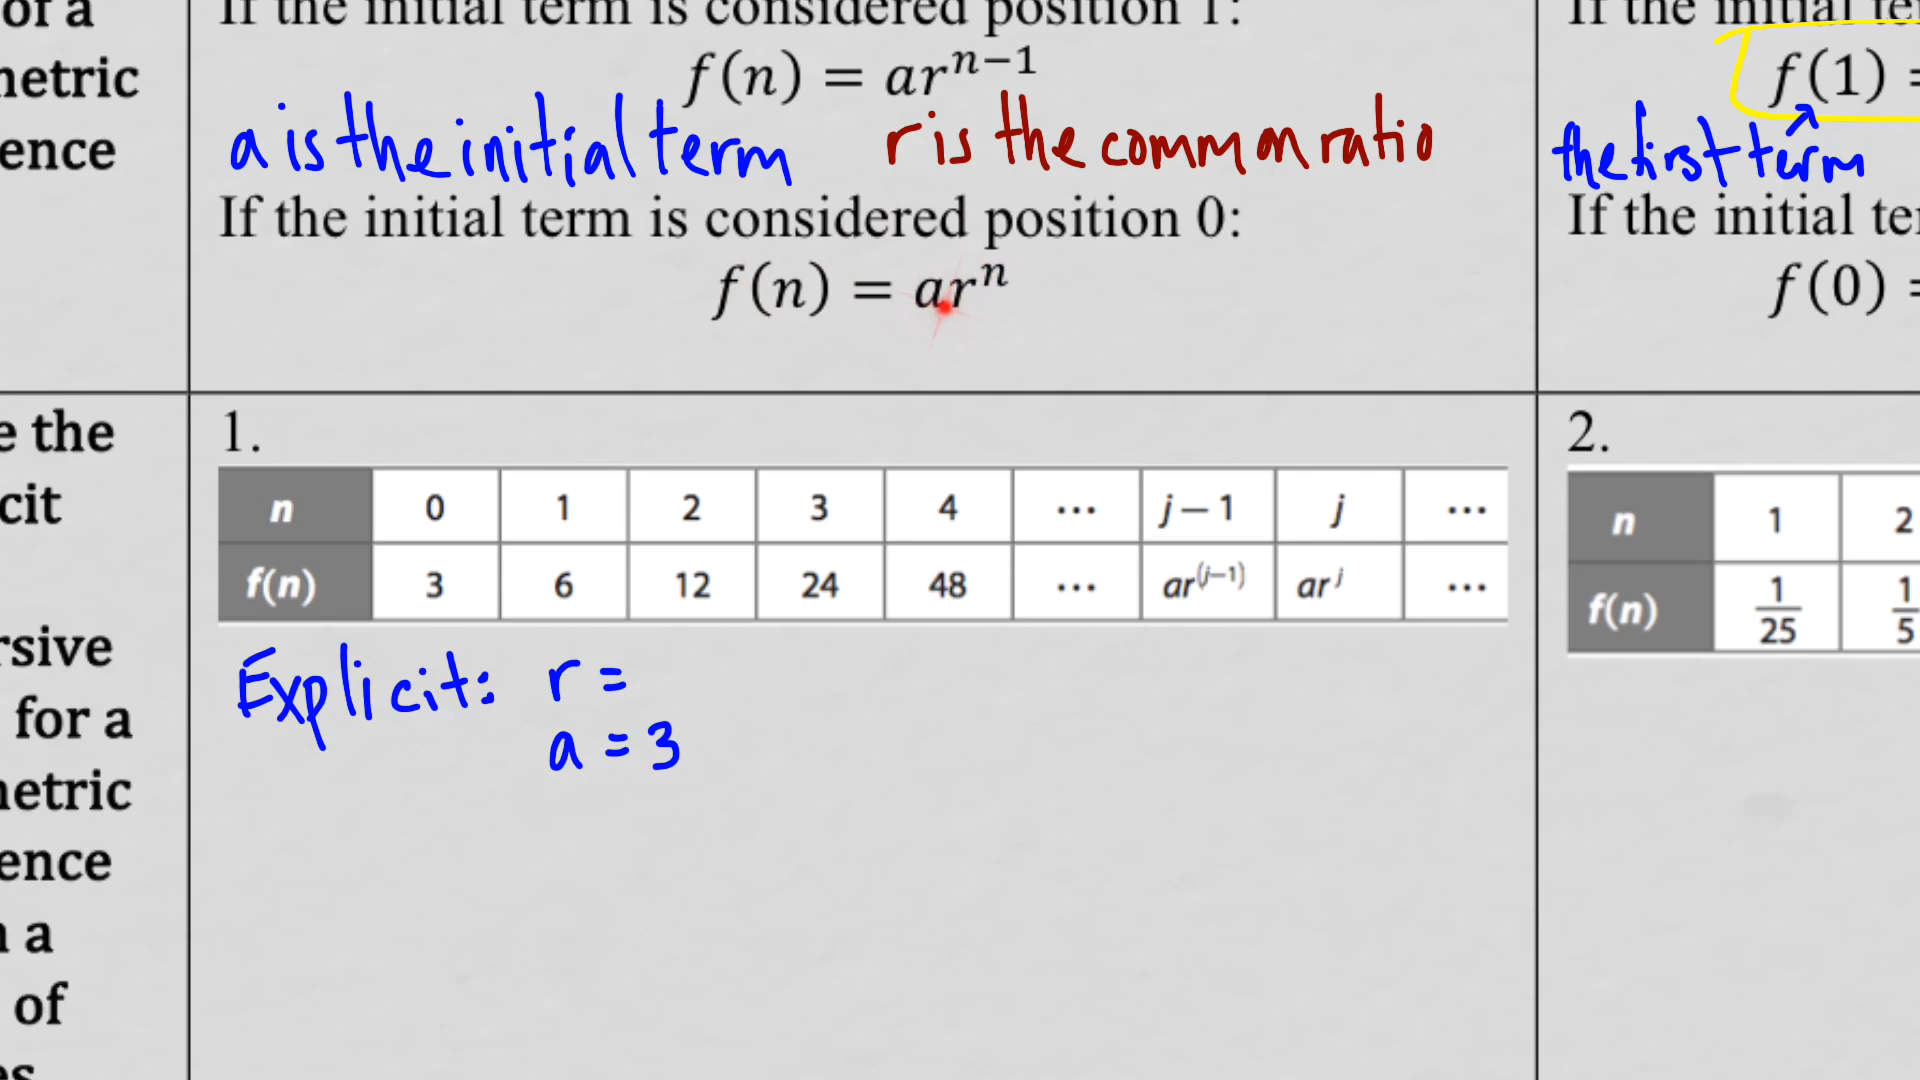 of a
netric
ence
If the initial term is considered position 1:
f(n) = ar^{n-1}
a is the initial term r is the common ratio
If the initial term is considered position 0:
f(n) = ar^n
If the initial te
f(1) =
the first term
If the initial te
f(0) =
e the
cit
rsive
for a
netric
ence
a
of
es
1.
n 0 1 2 3 4 ... j – 1 j ...
f(n) 3 6 12 24 48 ... ar^{(j–1)} ar^j ...
Explicit: r =
a = 3
2.
n 1 2
f(n) 1/25 1/5